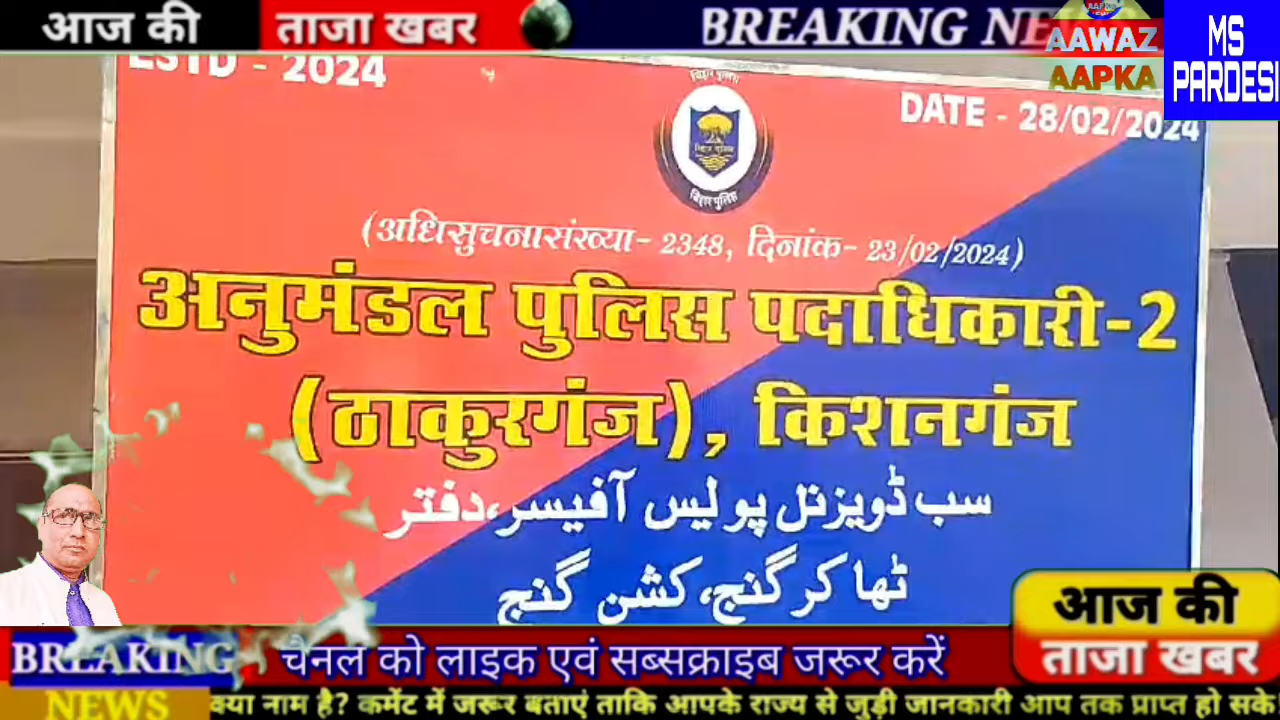 आज की ताजा खबर
BREAKING NE
AAWAZ
AAPKA
MS
PARDESI
ESTD - 2024
DATE - 28/02/2024
बिहार पुलिस
बिहार पुलिस
बिहार पुलिस
(अधिसुचनासंख्या- 2348, दिनांक- 23/02/2024)
अनुमंडल पुलिस पदाधिकारी-2
(ठाकुरगंज), किशनगंज
سب ڈویزنل پولیس آفیسر،دفتر
ٹھاکر گنج، کشن گنج
आज की
ताजा खबर
BREAKING
NEWS
चैनल को लाइक एवं सब्सक्राइब जरूर करें
क्या नाम है? कमेंट में जरूर बताएं ताकि आपके राज्य से जुड़ी जानकारी आप तक प्राप्त हो सके